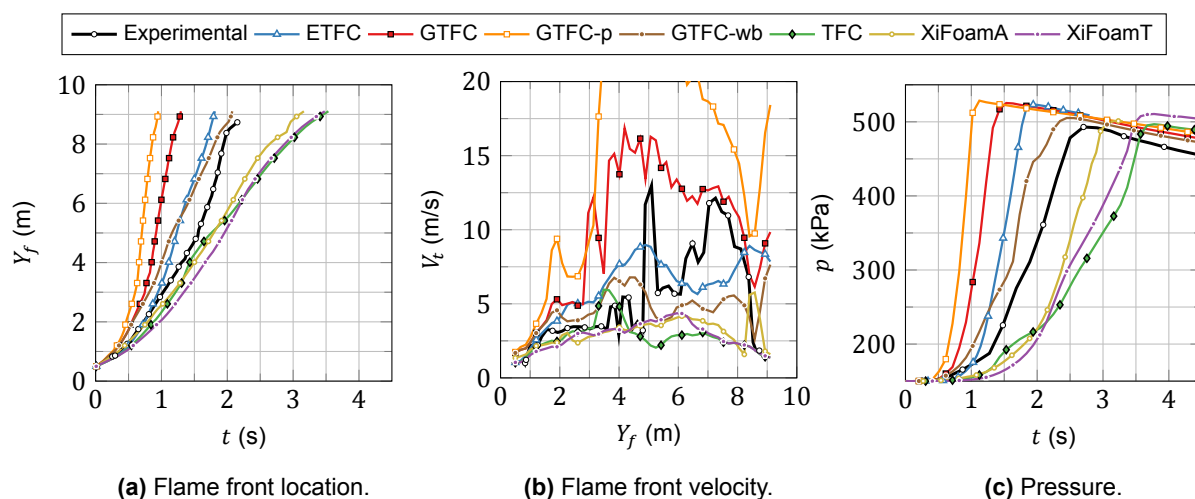 Experimental ETFC GTFC GTFC-p GTFC-wb TFC XiFoamA XiFoamT
10
8
6
4
2
0
Y_f (m)
0 1 2 3 4
t (s)
(a) Flame front location.
20
15
10
5
0
V_t (m/s)
0 2 4 6 8 10
Y_f (m)
(b) Flame front velocity.
500
400
300
200
p (kPa)
0 1 2 3 4
t (s)
(c) Pressure.